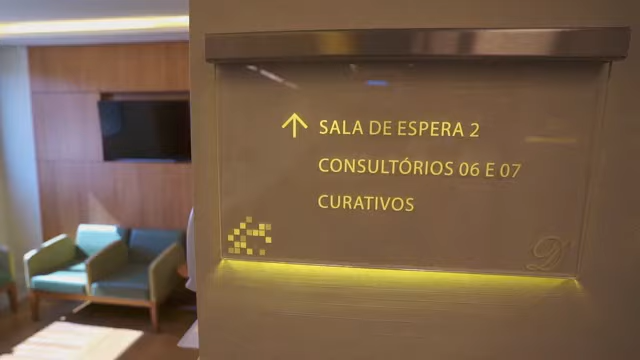 ↑ SALA DE ESPERA 2
CONSULTÓRIOS 06 E 07
CURATIVOS